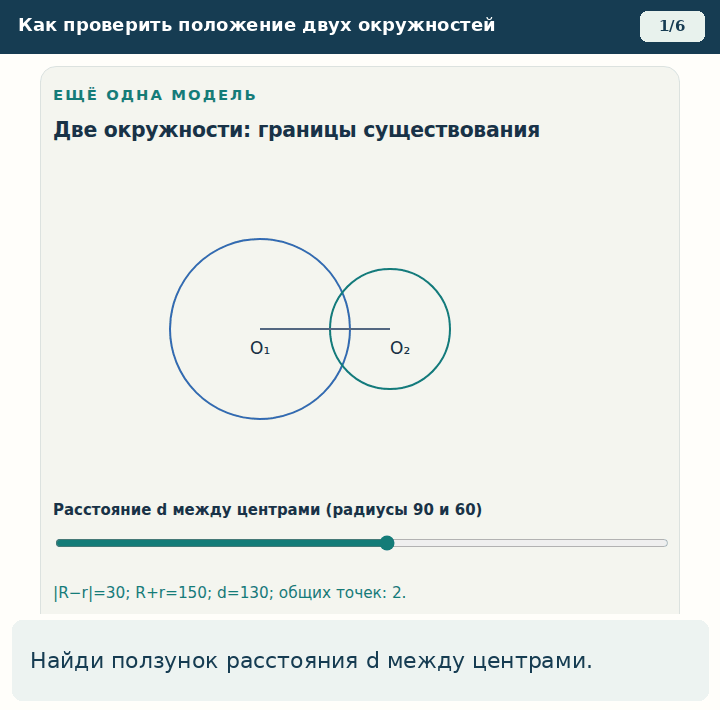 Как проверить положение двух окружностей
1/6
ЕЩЁ ОДНА МОДЕЛЬ
Две окружности: границы существования
O₁
O₂
Расстояние d между центрами (радиусы 90 и 60)
|R−r|=30; R+r=150; d=130; общих точек: 2.
Найди ползунок расстояния d между центрами.